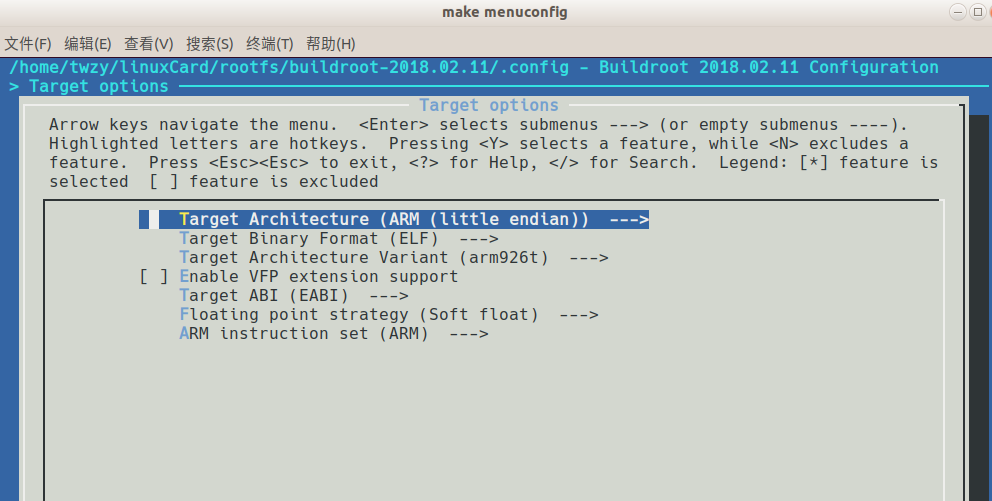 make menuconfig
文件(F) 编辑(E) 查看(V) 搜索(S) 终端(T) 帮助(H)
/home/twzy/linuxCard/rootfs/buildroot-2018.02.11/.config - Buildroot 2018.02.11 Configuration
> Target options
Target options
Arrow keys navigate the menu.  <Enter> selects submenus ---> (or empty submenus ----).
Highlighted letters are hotkeys.  Pressing <Y> selects a feature, while <N> excludes a
feature.  Press <Esc><Esc> to exit, <?> for Help, </> for Search.  Legend: [*] feature is
selected  [ ] feature is excluded
Target Architecture (ARM (little endian))  --->
Target Binary Format (ELF)  --->
Target Architecture Variant (arm926t)  --->
[ ] Enable VFP extension support
Target ABI (EABI)  --->
Floating point strategy (Soft float)  --->
ARM instruction set (ARM)  --->